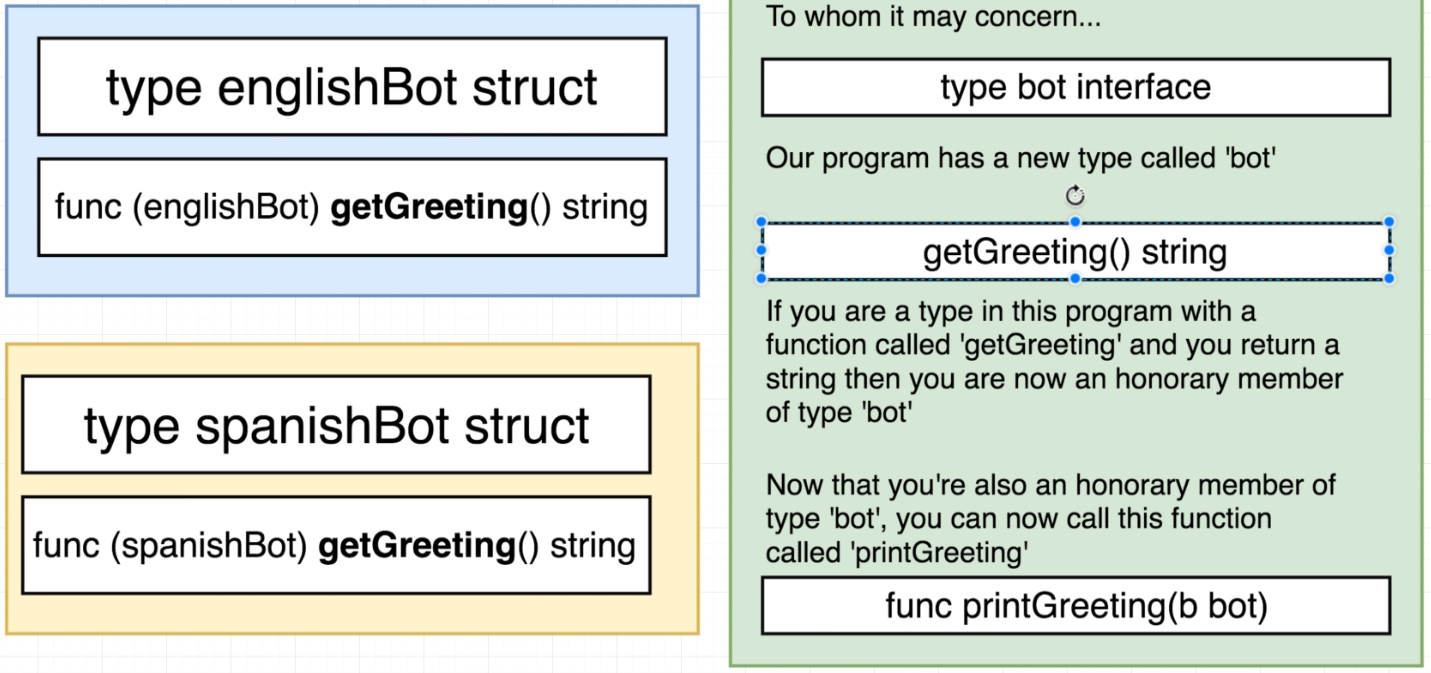 type englishBot struct
func (englishBot) getGreeting() string
type spanishBot struct
func (spanishBot) getGreeting() string
To whom it may concern...
type bot interface
Our program has a new type called 'bot'
getGreeting() string
If you are a type in this program with a
function called 'getGreeting' and you return a
string then you are now an honorary member
of type 'bot'
Now that you're also an honorary member of
type 'bot', you can now call this function
called 'printGreeting'
func printGreeting(b bot)